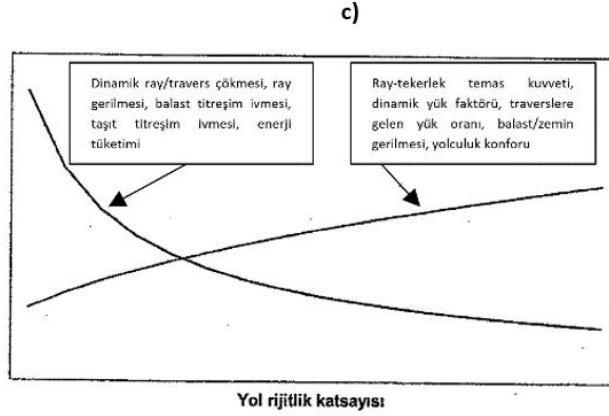 c)
Dinamik ray/travers çökmesi, ray
gerilmesi, balast titreşim ivmesi,
taşıt titreşim ivmesi, enerji
tüketimi
Ray-tekerlek temas kuvveti,
dinamik yük faktörü, traverslere
gelen yük oranı, balast/zemin
gerilmesi, yolculuk konforu
Yol rijitlik katsayısı